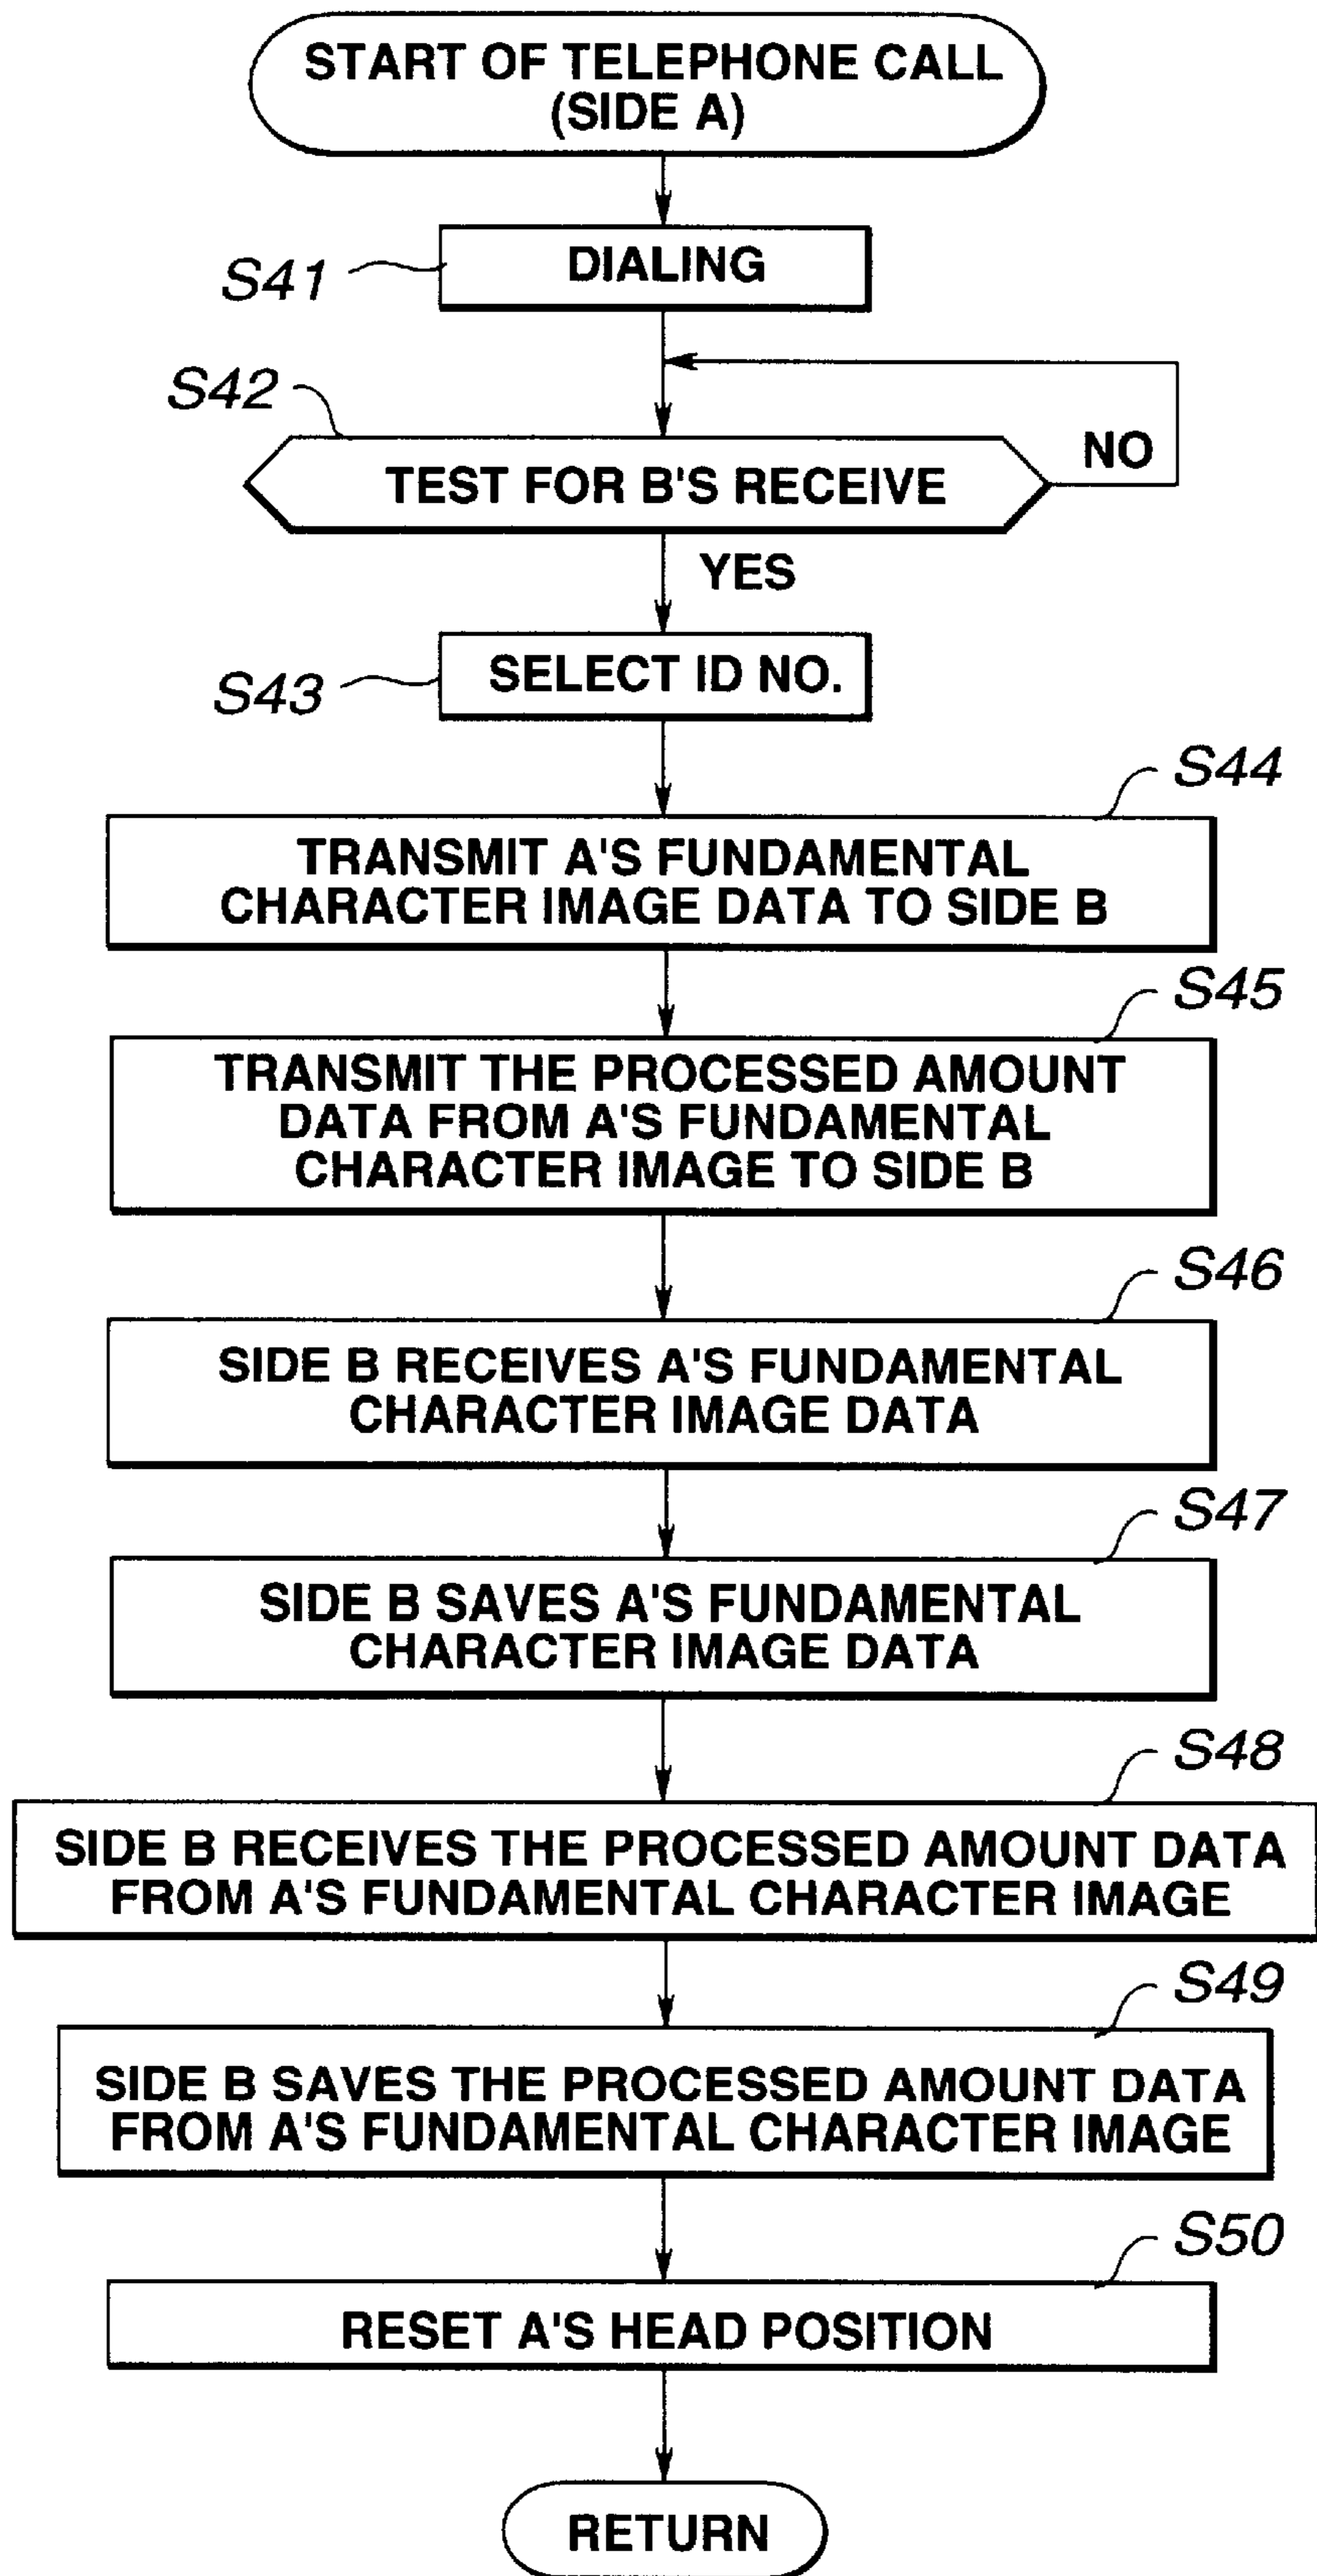 START OF TELEPHONE CALL
(SIDE A)
S41
DIALING
S42
TEST FOR B'S RECEIVE
NO
YES
S43
SELECT ID NO.
S44
TRANSMIT A'S FUNDAMENTAL
CHARACTER IMAGE DATA TO SIDE B
S45
TRANSMIT THE PROCESSED AMOUNT
DATA FROM A'S FUNDAMENTAL
CHARACTER IMAGE TO SIDE B
S46
SIDE B RECEIVES A'S FUNDAMENTAL
CHARACTER IMAGE DATA
S47
SIDE B SAVES A'S FUNDAMENTAL
CHARACTER IMAGE DATA
S48
SIDE B RECEIVES THE PROCESSED AMOUNT DATA
FROM A'S FUNDAMENTAL CHARACTER IMAGE
S49
SIDE B SAVES THE PROCESSED AMOUNT DATA
FROM A'S FUNDAMENTAL CHARACTER IMAGE
S50
RESET A'S HEAD POSITION
RETURN